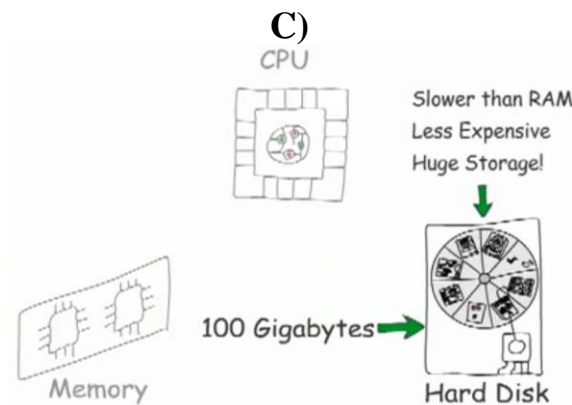 C)
CPU
Slower than RAM
Less Expensive
Huge Storage!
100 Gigabytes
Memory
Hard Disk